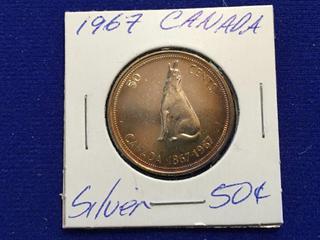 1967 CANADA
50 CENTS
CANADA 1867-1967
Silver 50¢